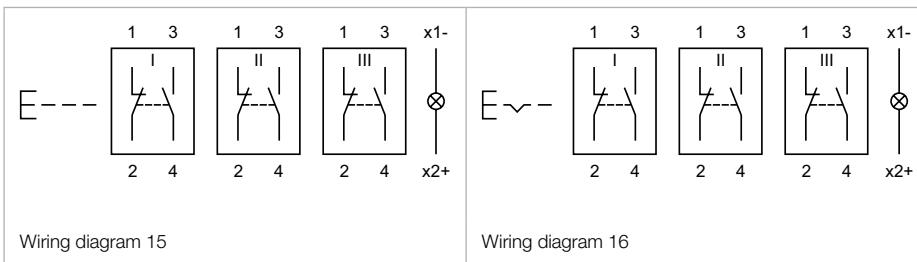 1 3 1 3 1 3 x1- 1 3 1 3 1 3 x1-
I II III I II III
2 4 2 4 2 4 x2+ 2 4 2 4 2 4 x2+
Wiring diagram 15
Wiring diagram 16